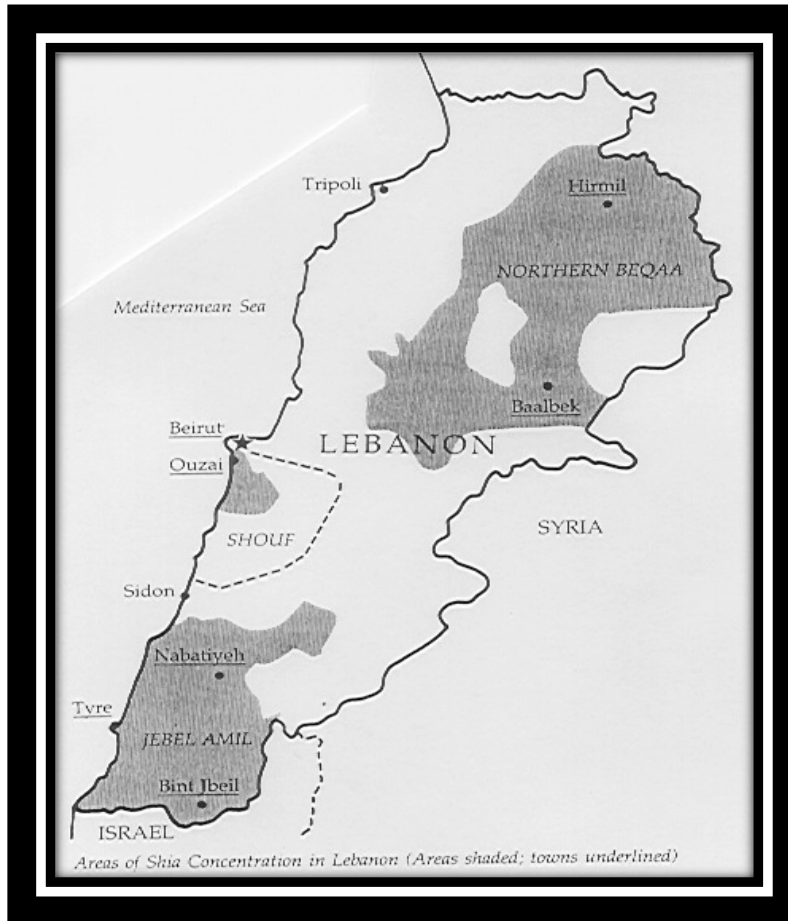 Tripoli
Hirmil
NORTHERN BEQAA
Mediterranean Sea
Baalbek
Beirut
LEBANON
Ouzai
SYRIA
SHOUF
Sidon
Nabatiyeh
Tyre
JEBEL AMIL
Bint Jbeil
ISRAEL
Areas of Shia Concentration in Lebanon (Areas shaded; towns underlined)